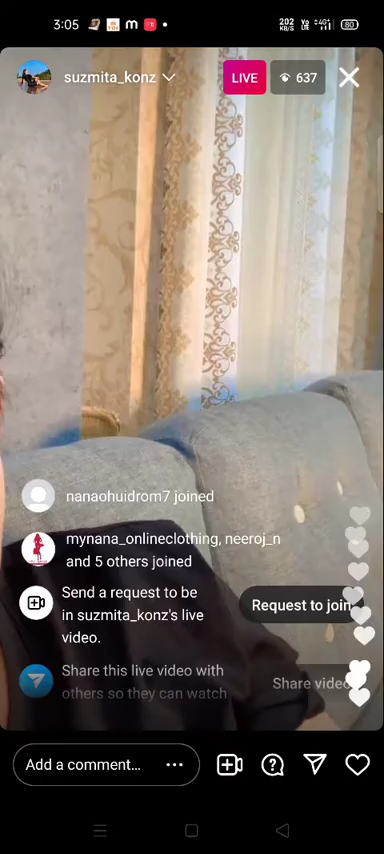 3:05
202 KB/S
4G+
80
suzmita_konz
LIVE
637
nanaohuidrom7 joined
mynana_onlineclothing, neeroj_n
and 5 others joined
Send a request to be
in suzmita_konz's live
video.
Request to join
Share this live video with
others so they can watch
Share video
Add a comment...